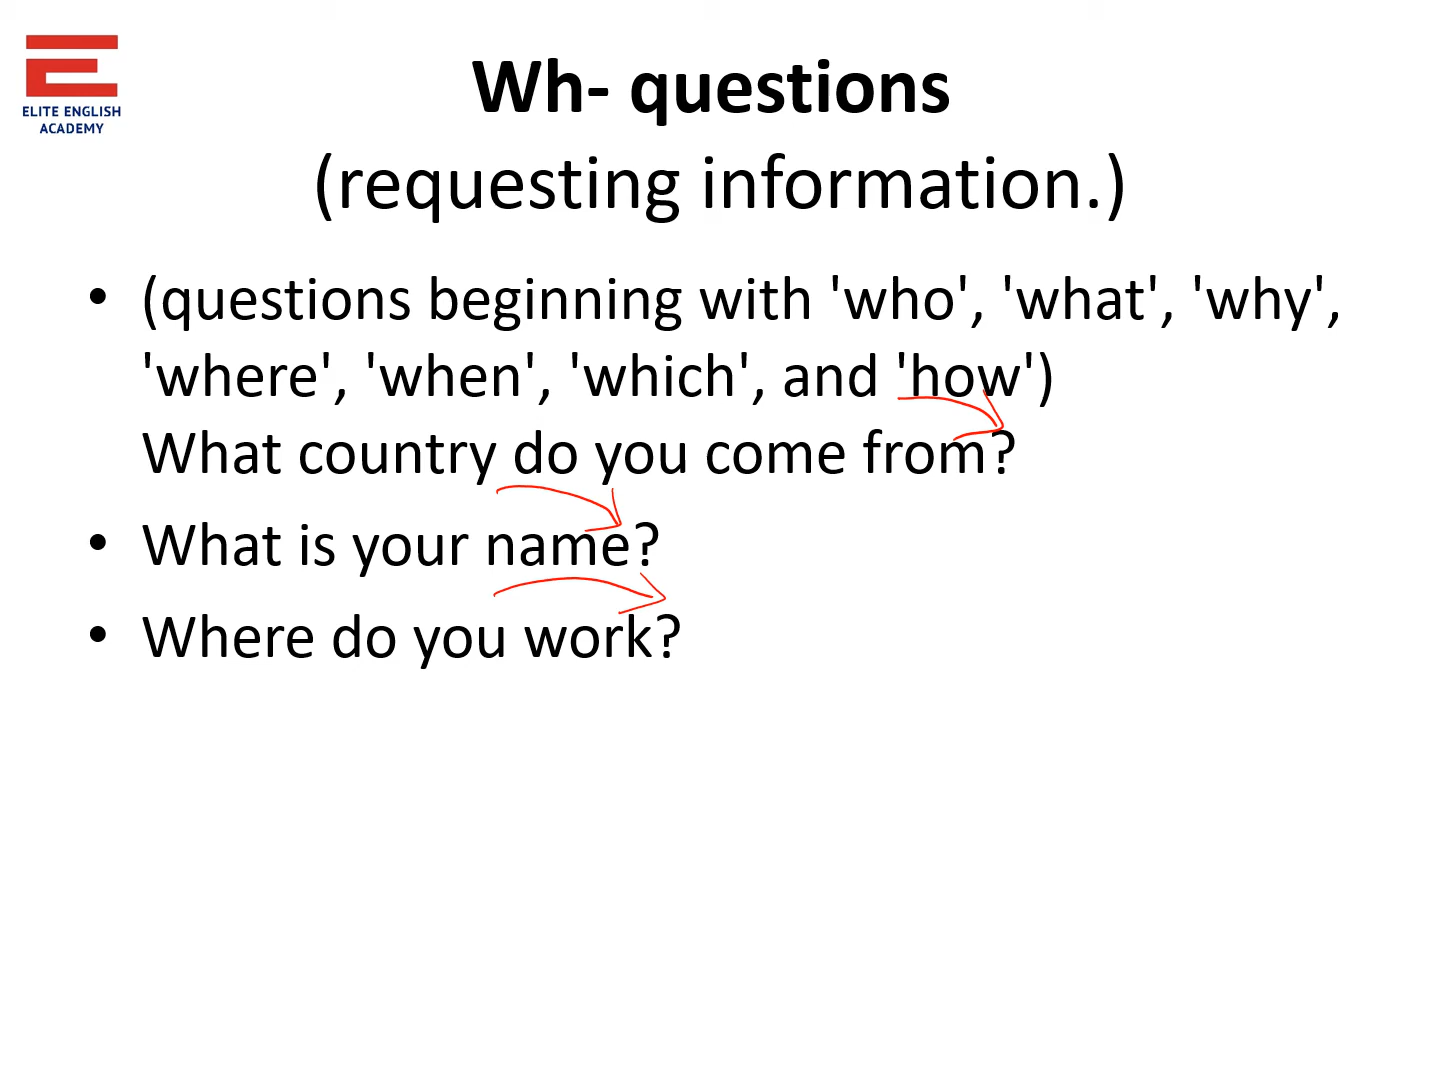 ELITE ENGLISH
ACADEMY
Wh- questions
(requesting information.)
• (questions beginning with 'who', 'what', 'why',
'where', 'when', 'which', and 'how')
What country do you come from?
• What is your name?
• Where do you work?